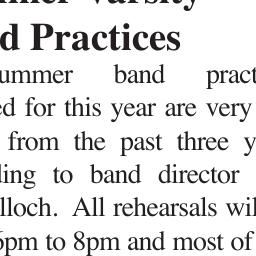 d Practices
ummer band pract
ed for this year are very
from the past three y
ding to band director
lloch. All rehearsals wil
6pm to 8pm and most of